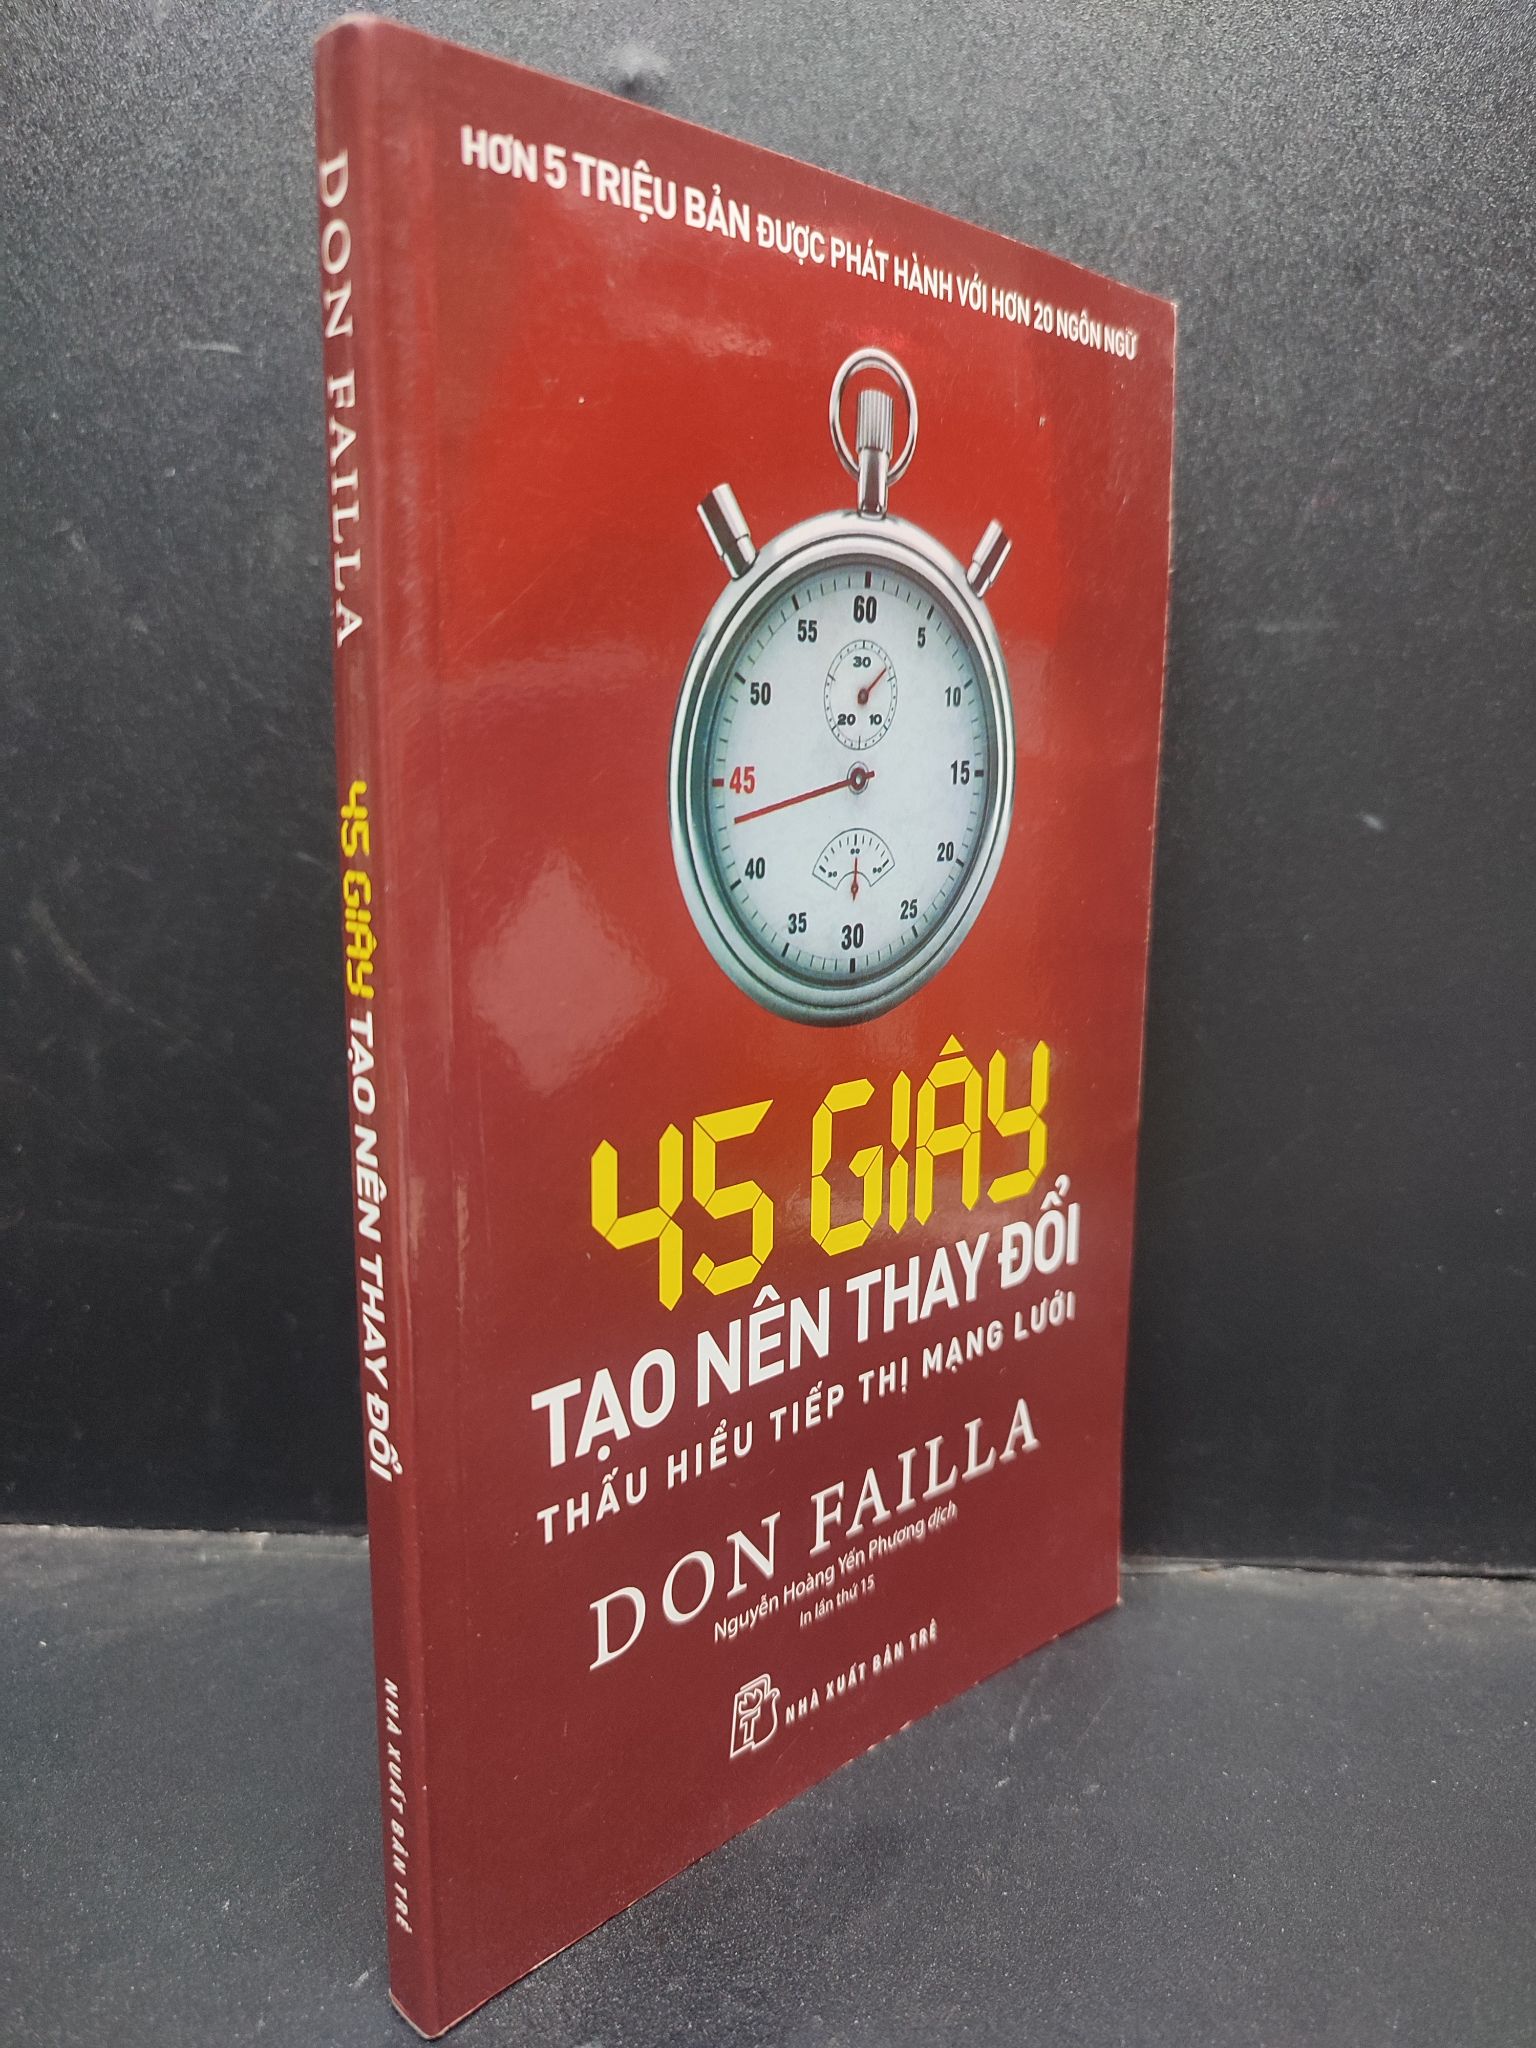 HƠN 5 TRIỆU BẢN ĐƯỢC PHÁT HÀNH VỚI HƠN 20 NGÔN NGỮ
60
55
5
30
50
10
20 10
45
15
40
20
35
25
30
45 GIÂY
TẠO NÊN THAY ĐỔI
THẤU HIỂU TIẾP THỊ MẠNG LƯỚI
DON FAILLA
Nguyễn Hoàng Yến Phương dịch
In lần thứ 15
NHÀ XUẤT BẢN TRẺ
DON FAILLA
45 GIÂY TẠO NÊN THAY ĐỔI
NHÀ XUẤT BẢN TRẺ